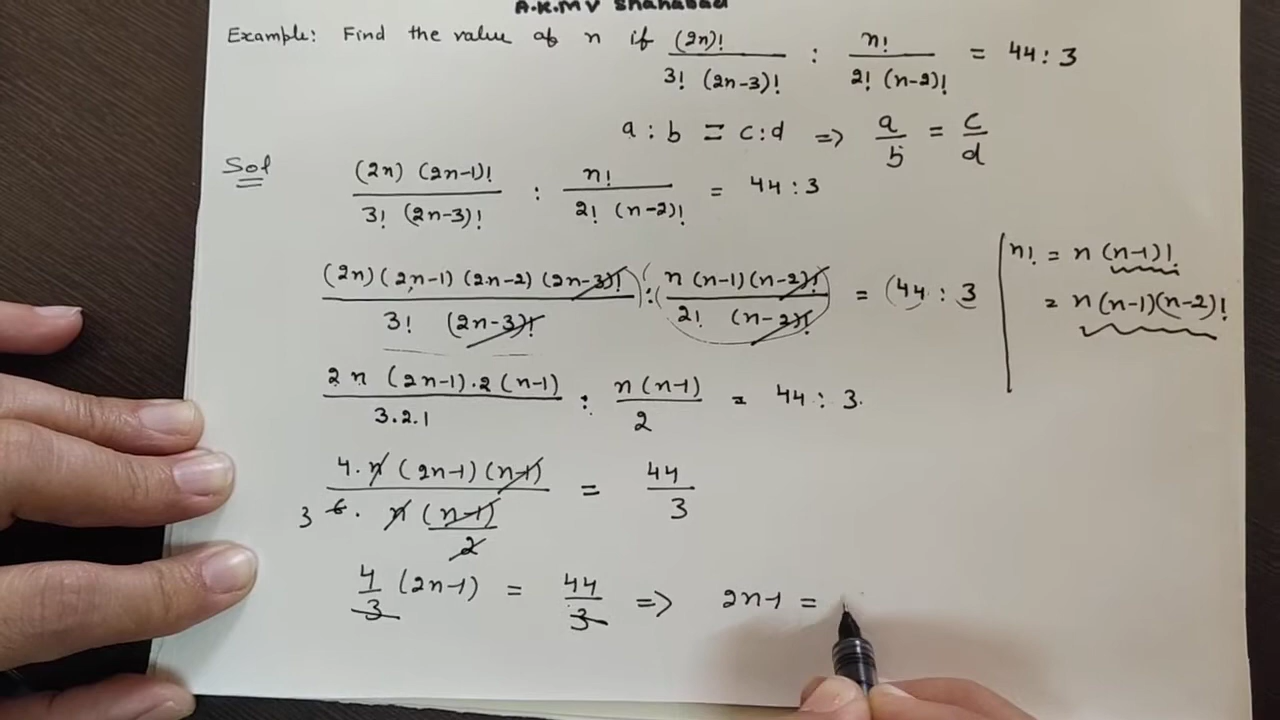 A.K.M V Shahabad
Example: Find the value of n if (2n)! / 3! (2n-3)! : n! / 2! (n-2)! = 44 : 3
a : b = c : d => a/b = c/d
Sol (2n) (2n-1)! / 3! (2n-3)! : n! / 2! (n-2)! = 44 : 3
n! = n (n-1)!
(2n) (2n-1) (2n-2) (2n-3)! / 3! (2n-3)! : n (n-1) (n-2)! / 2! (n-2)! = (44 : 3
= n (n-1) (n-2)!
2n (2n-1) . 2 (n-1) / 3.2.1 : n (n-1) / 2 = 44 : 3.
4. n (2n-1) (n-1) / 3 6. n (n-1) / 2 = 44 / 3
4/3 (2n-1) = 44/3 => 2n-1 =